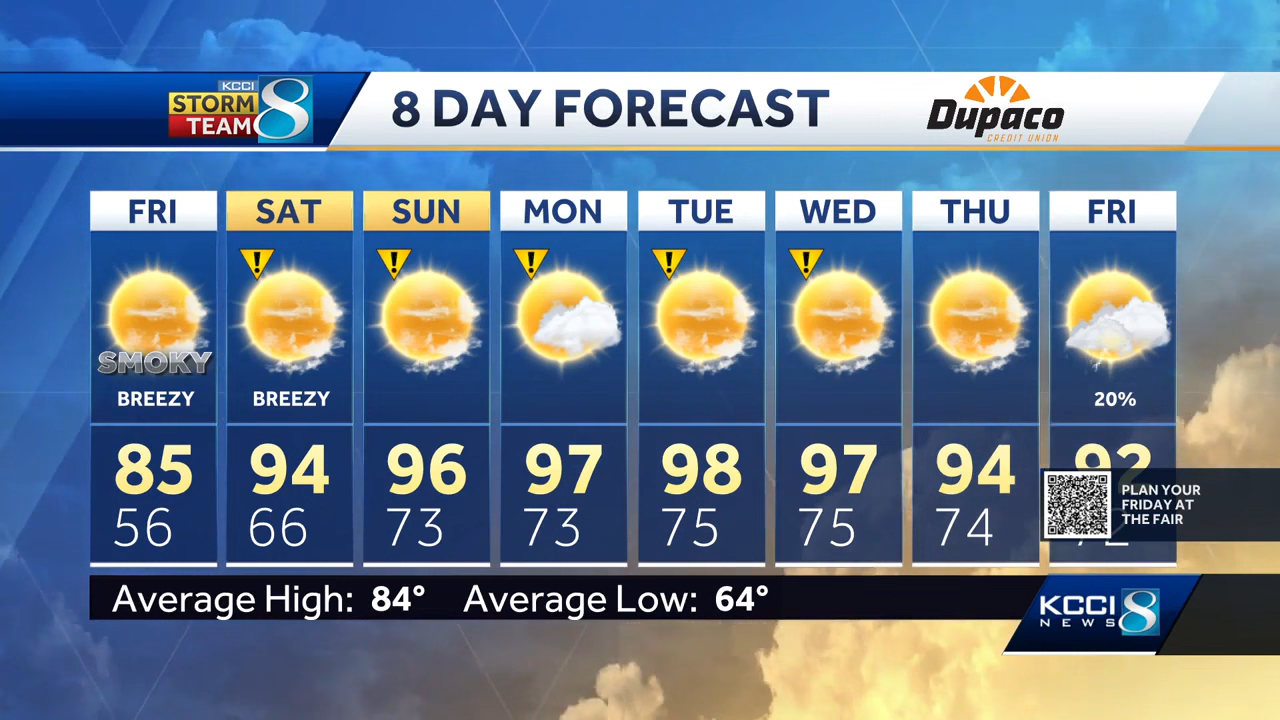 KCCI
STORM
TEAM 8
8 DAY FORECAST
Dupaco
CREDIT UNION
FRI SAT SUN MON TUE WED THU FRI
! ! ! ! !
SMOKY
BREEZY BREEZY 20%
85 94 96 97 98 97 94
56 66 73 73 75 75 74
PLAN YOUR
FRIDAY AT
THE FAIR
Average High: 84° Average Low: 64°
KCCI 8
NEWS